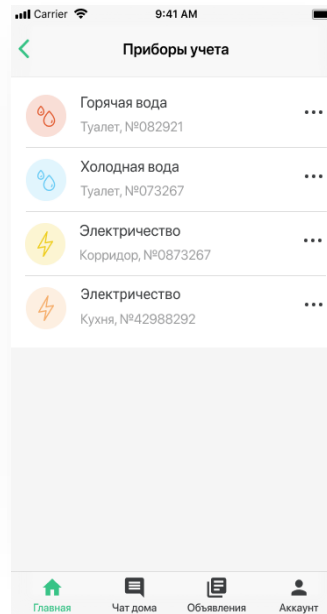 Carrier 9:41 AM
Приборы учета
Горячая вода
Туалет, №082921
Холодная вода
Туалет, №073267
Электричество
Корридор, №0873267
Электричество
Кухня, №42988292
Главная Чат дома Объявления Аккаунт